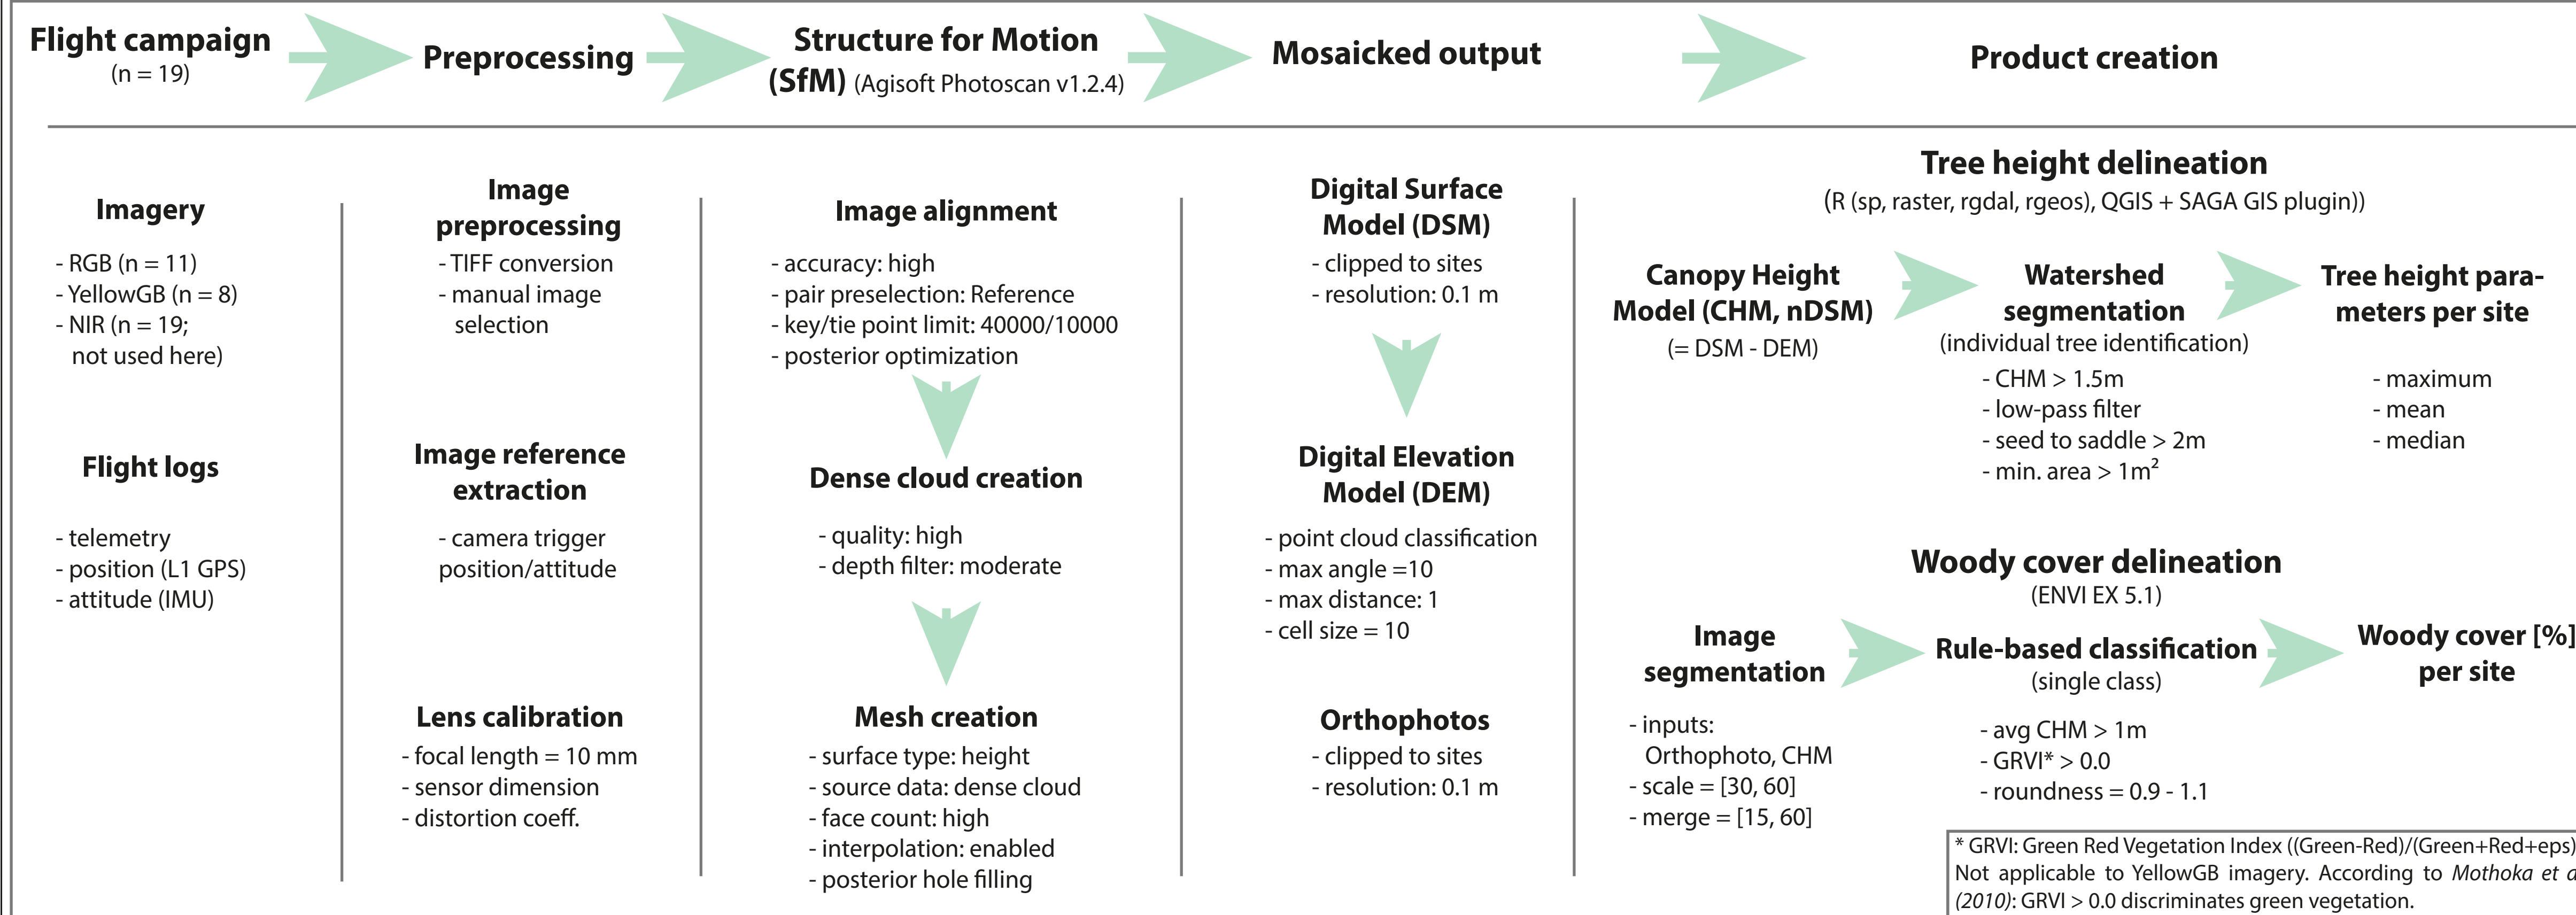 Flight campaign
(n = 19)
Preprocessing
Structure for Motion
(SfM) (Agisoft Photoscan v1.2.4)
Mosaicked output
Product creation
Imagery
- RGB (n = 11)
- YellowGB (n = 8)
- NIR (n = 19;
not used here)
Flight logs
- telemetry
- position (L1 GPS)
- attitude (IMU)
Image
preprocessing
- TIFF conversion
- manual image
selection
Image reference
extraction
- camera trigger
position/attitude
Lens calibration
- focal length = 10 mm
- sensor dimension
- distortion coeff.
Image alignment
- accuracy: high
- pair preselection: Reference
- key/tie point limit: 40000/10000
- posterior optimization
Dense cloud creation
- quality: high
- depth filter: moderate
Mesh creation
- surface type: height
- source data: dense cloud
- face count: high
- interpolation: enabled
- posterior hole filling
Digital Surface
Model (DSM)
- clipped to sites
- resolution: 0.1 m
Digital Elevation
Model (DEM)
- point cloud classification
- max angle =10
- max distance: 1
- cell size = 10
Orthophotos
- clipped to sites
- resolution: 0.1 m
Tree height delineation
(R (sp, raster, rgdal, rgeos), QGIS + SAGA GIS plugin))
Canopy Height
Model (CHM, nDSM)
(= DSM - DEM)
Watershed
segmentation
(individual tree identification)
- CHM > 1.5m
- low-pass filter
- seed to saddle > 2m
- min. area > 1m²
Tree height para-
meters per site
- maximum
- mean
- median
Woody cover delineation
(ENVI EX 5.1)
Image
segmentation
- inputs:
Orthophoto, CHM
- scale = [30, 60]
- merge = [15, 60]
Rule-based classification
(single class)
- avg CHM > 1m
- GRVI* > 0.0
- roundness = 0.9 - 1.1
Woody cover [%]
per site
* GRVI: Green Red Vegetation Index ((Green-Red)/(Green+Red+eps)
Not applicable to YellowGB imagery. According to Mothoka et a
(2010): GRVI > 0.0 discriminates green vegetation.